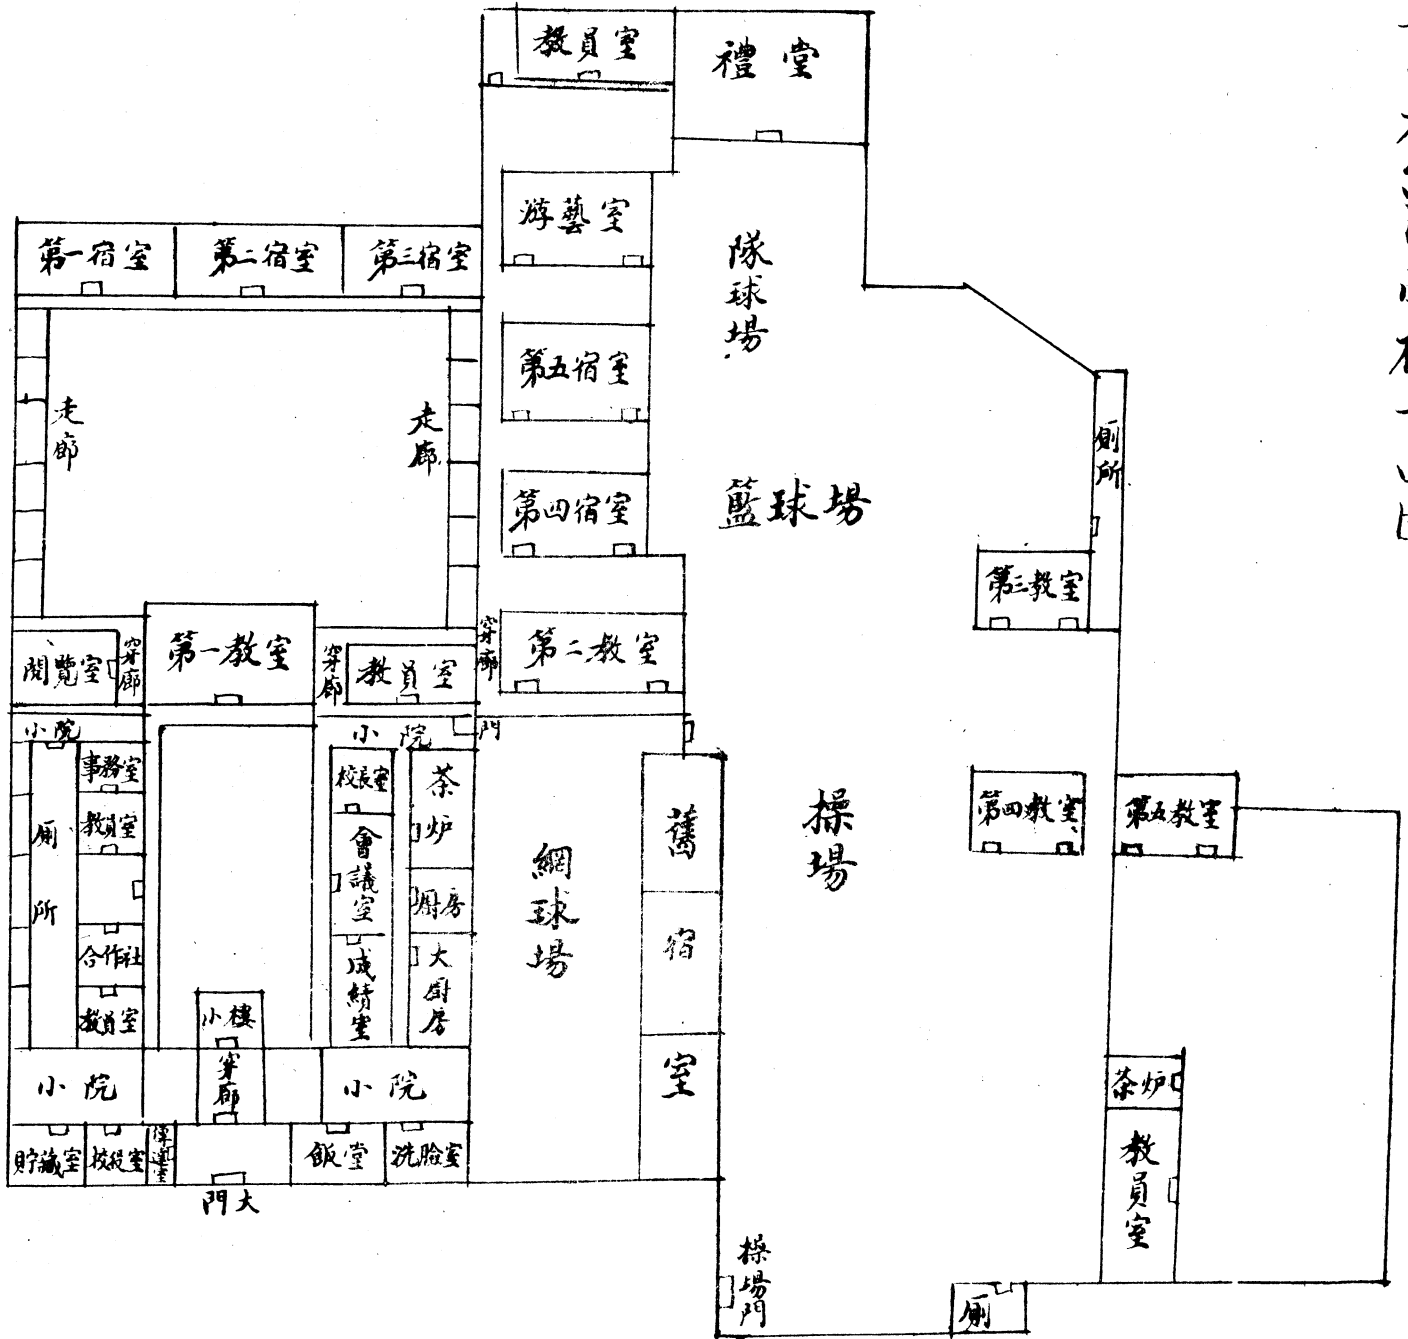 教員室
禮堂
游藝室
隊球場
第一宿室
第二宿室
第三宿室
第五宿室
走廊
走廊
廁所
第四宿室
籃球場
第三教室
閱覽室
穿廊
第一教室
穿廊
教員室
穿廊
第二教室
小院
小院
門
事務室
校長室
茶炉
第四教室
第五教室
教員室
會議室
廁所
厨房
網球場
舊宿室
操場
合作社
成績室
大厨房
教員室
小樓
穿廊
小院
小院
茶炉
貯藏室
校役室
傳達室
飯堂
洗臉室
教員室
門大
操場門
廁